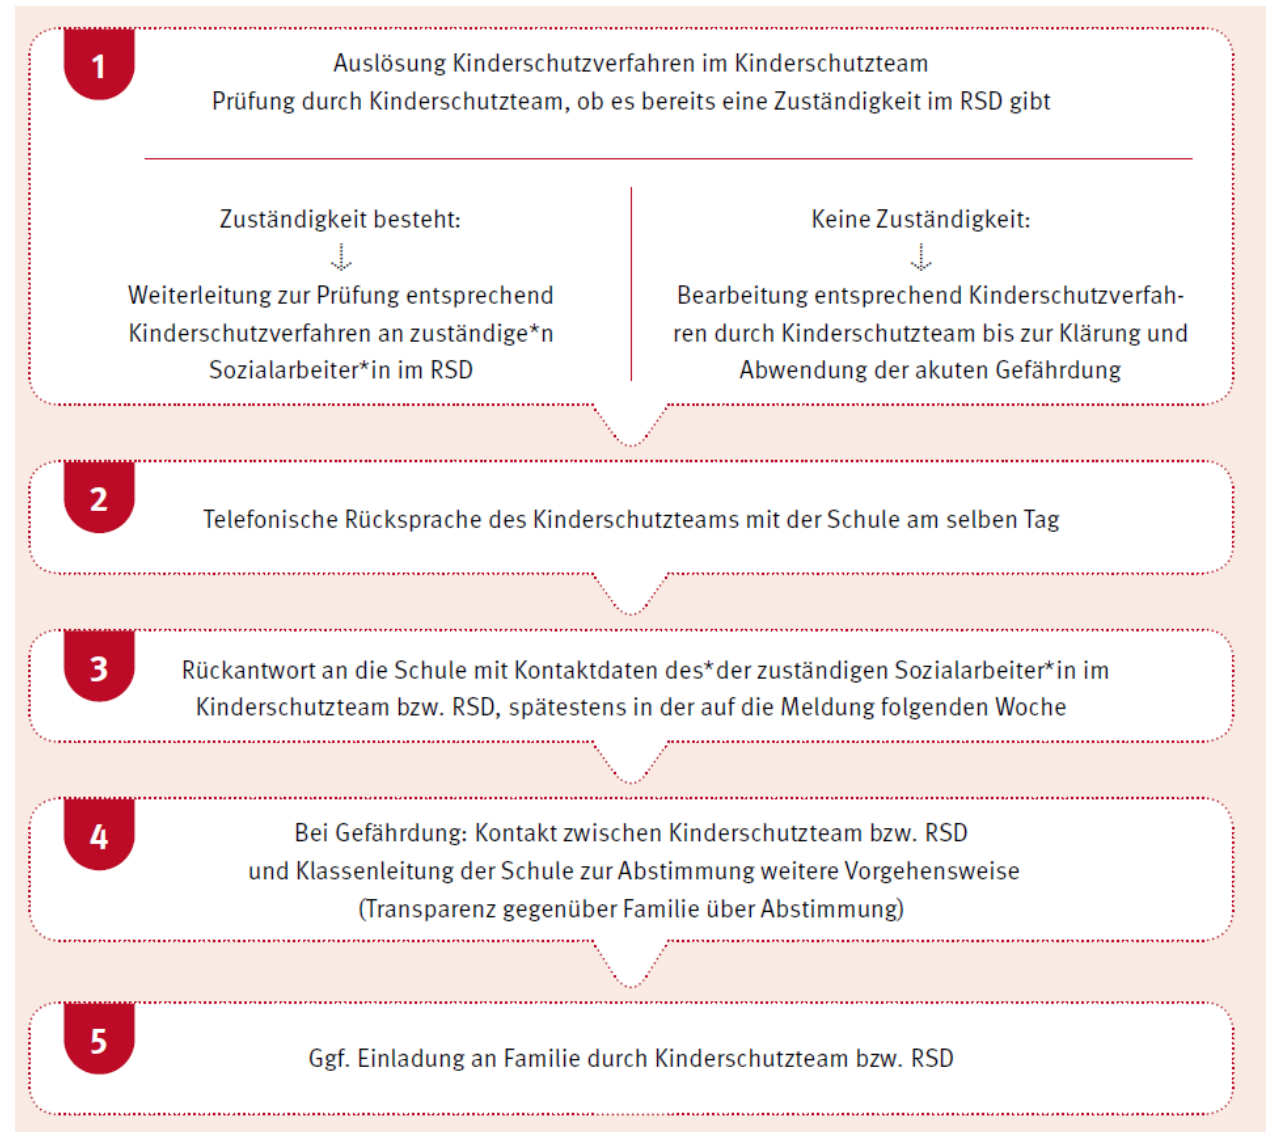 1
Auslösung Kinderschutzverfahren im Kinderschutzteam
Prüfung durch Kinderschutzteam, ob es bereits eine Zuständigkeit im RSD gibt
Zuständigkeit besteht:
Weiterleitung zur Prüfung entsprechend
Kinderschutzverfahren an zuständige*n
Sozialarbeiter*in im RSD
Keine Zuständigkeit:
Bearbeitung entsprechend Kinderschutzverfah-
ren durch Kinderschutzteam bis zur Klärung und
Abwendung der akuten Gefährdung
2
Telefonische Rücksprache des Kinderschutzteams mit der Schule am selben Tag
3
Rückantwort an die Schule mit Kontaktdaten des*der zuständigen Sozialarbeiter*in im
Kinderschutzteam bzw. RSD, spätestens in der auf die Meldung folgenden Woche
4
Bei Gefährdung: Kontakt zwischen Kinderschutzteam bzw. RSD
und Klassenleitung der Schule zur Abstimmung weitere Vorgehensweise
(Transparenz gegenüber Familie über Abstimmung)
5
Ggf. Einladung an Familie durch Kinderschutzteam bzw. RSD